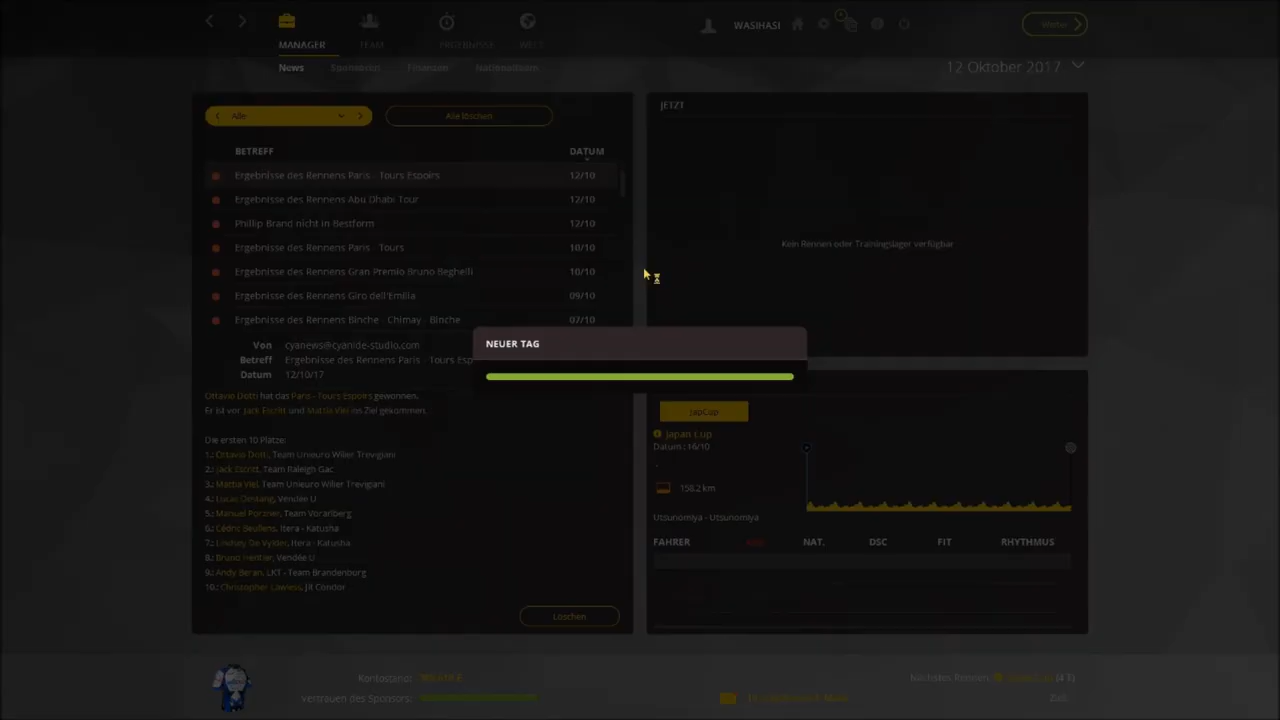 MANAGER TEAM ERGEBNISSE WELT
WASIHASI
Weiter
News Sponsoring Finanzen Nationalteam
12 Oktober 2017
Alle
Alle löschen
BETREFF DATUM
Ergebnisse des Rennens Paris - Tours Espoirs 12/10
Ergebnisse des Rennens Abu Dhabi Tour 12/10
Phillip Brand nicht in Bestform 12/10
Ergebnisse des Rennens Paris - Tours 10/10
Ergebnisse des Rennens Gran Premio Bruno Beghelli 10/10
Ergebnisse des Rennens Giro dell'Emilia 09/10
Ergebnisse des Rennens Binche - Chimay - Binche 07/10
Von cyanews@cyanide-studio.com
Betreff Ergebnisse des Rennens Paris - Tours Esp
Datum 12/10/17
Ottavio Dotti hat das Paris - Tours Espoirs gewonnen.
Er ist vor Jack Escritt und Mattia Viel ins Ziel gekommen.
Die ersten 10 Plätze:
1.: Ottavio Dotti, Team Unieuro Wilier Trevigiani
2.: Jack Escritt, Team Raleigh Gac
3.: Mattia Viel, Team Unieuro Wilier Trevigiani
4.: Lucas Destang, Vendée U
5.: Manuel Porzner, Team Vorarlberg
6.: Cédric Beullens, Itera - Katusha
7.: Lindsay De Vylder, Itera - Katusha
8.: Bruno Hentier, Vendée U
9.: Andy Beran, LKT - Team Brandenburg
10.: Christopher Lawless, Jlt Condor
Löschen
JETZT
Kein Rennen oder Trainingslager verfügbar
NEUER TAG
JapCup
Japan Cup
Datum : 16/10
158.2 km
Utsunomiya - Utsunomiya
FAHRER NAT. DSC FIT RHYTHMUS
Kontostand:
Vertrauen des Sponsors:
Nächstes Rennen:
Ziel: